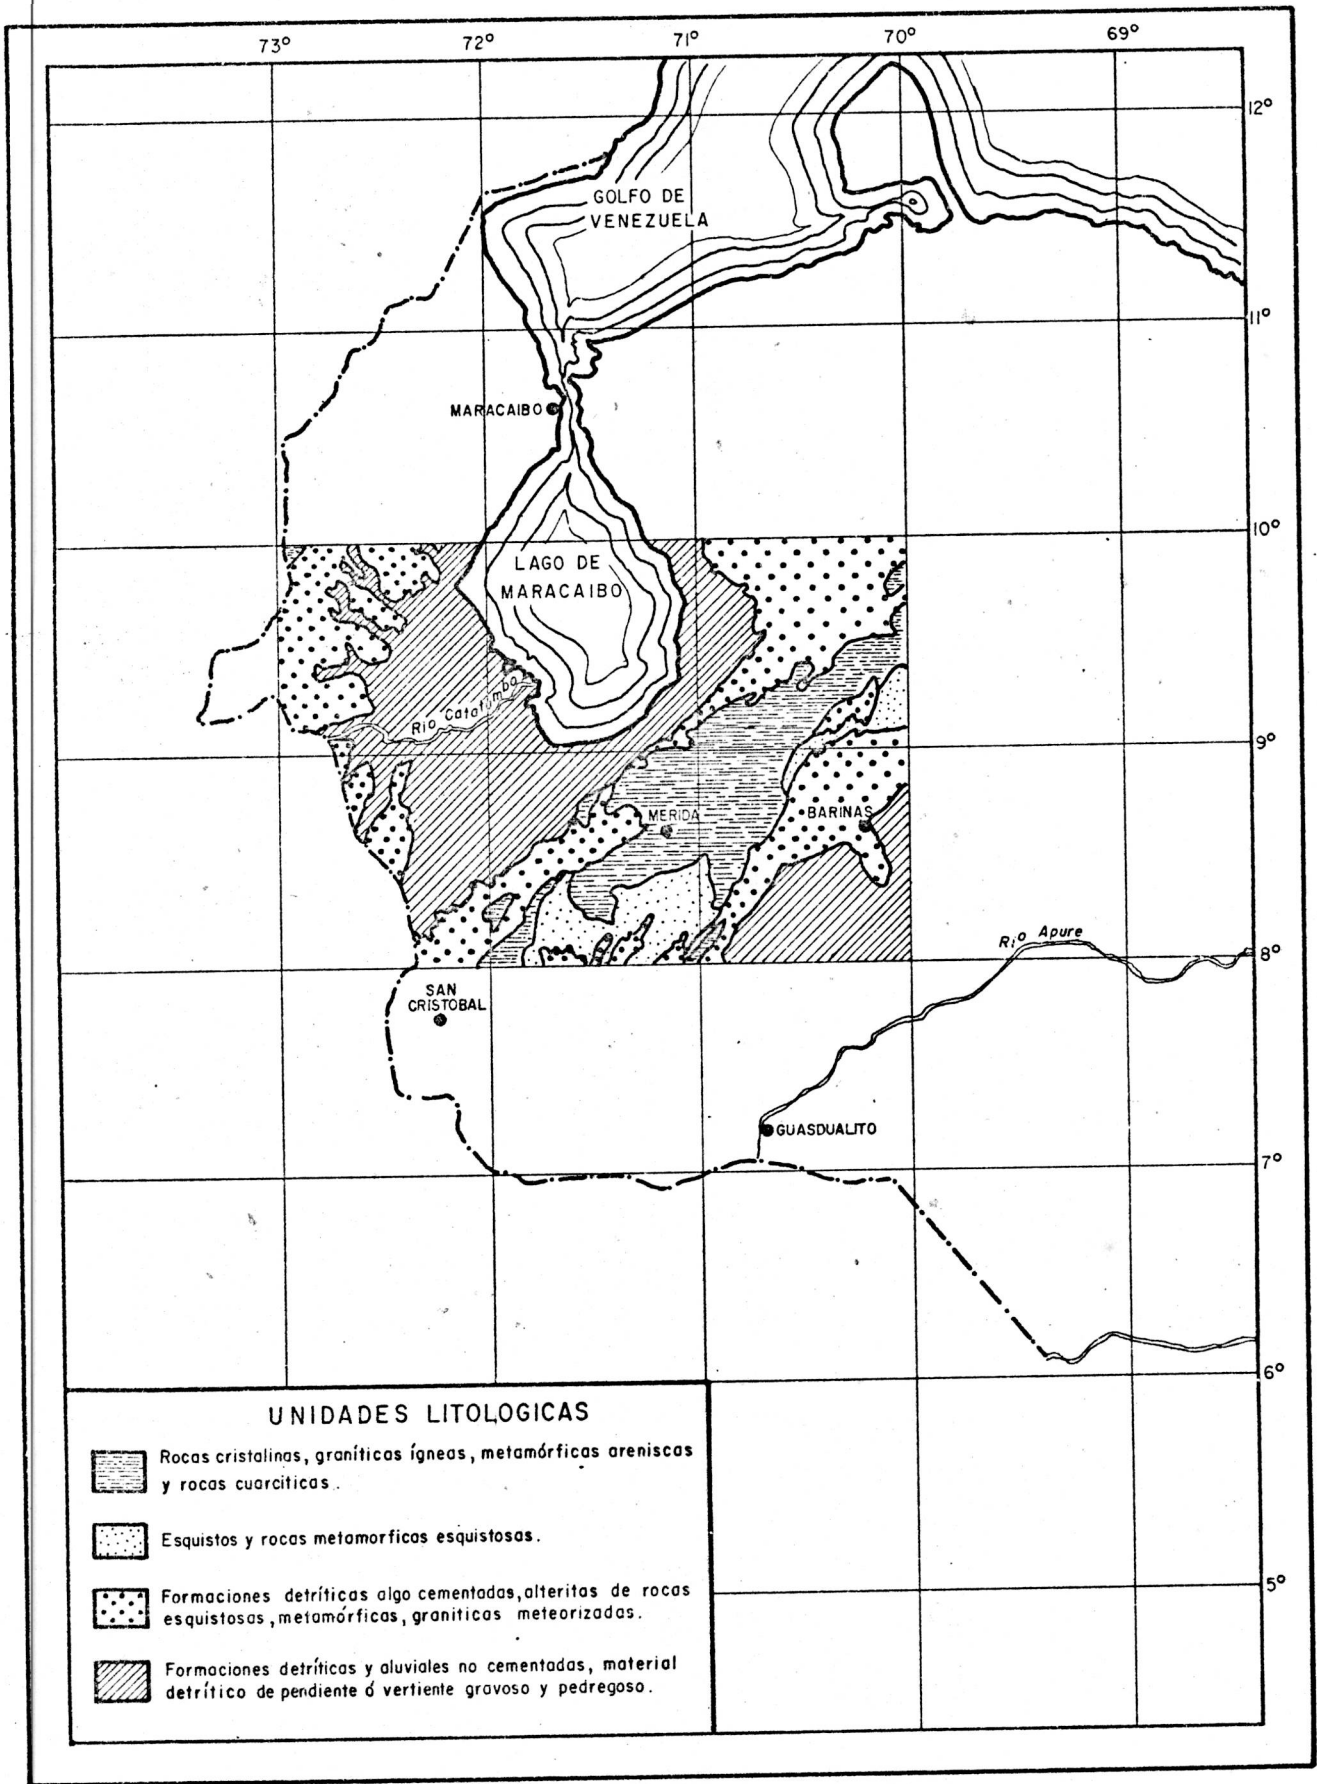 73° 72° 71° 70° 69°
12°
GOLFO DE
VENEZUELA
11°
MARACAIBO
10°
LAGO DE
MARACAIBO
Río Catatumbo
9°
MERIDA
BARINAS
Río Apure
8°
SAN
CRISTOBAL
GUASDUALITO
7°
6°
UNIDADES LITOLOGICAS
Rocas cristalinas, graníticas ígneas, metamórficas areniscas
y rocas cuarciticas.
Esquistos y rocas metamorficas esquistosas.
5°
Formaciones detríticas algo cementadas, alteritas de rocas
esquistosas, metamórficas, graniticas meteorizadas.
Formaciones detríticas y aluviales no cementadas, material
detrítico de pendiente ó vertiente gravoso y pedregoso.